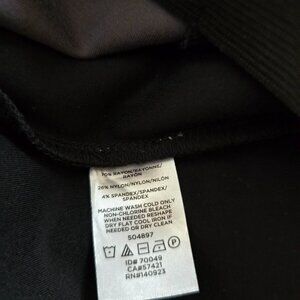 70% RAYON/RAYONNE/
RAYÓN
26% NYLON/NYLON/NILÓN
4% SPANDEX/SPANDEX/
SPANDEX
MACHINE WASH COLD ONLY
NON-CHLORINE BLEACH
WHEN NEEDED RESHAPE
DRY FLAT COOL IRON IF
NEEDED OR DRY CLEAN
504897
P
ID# 70049
CA#57421
RN#140923